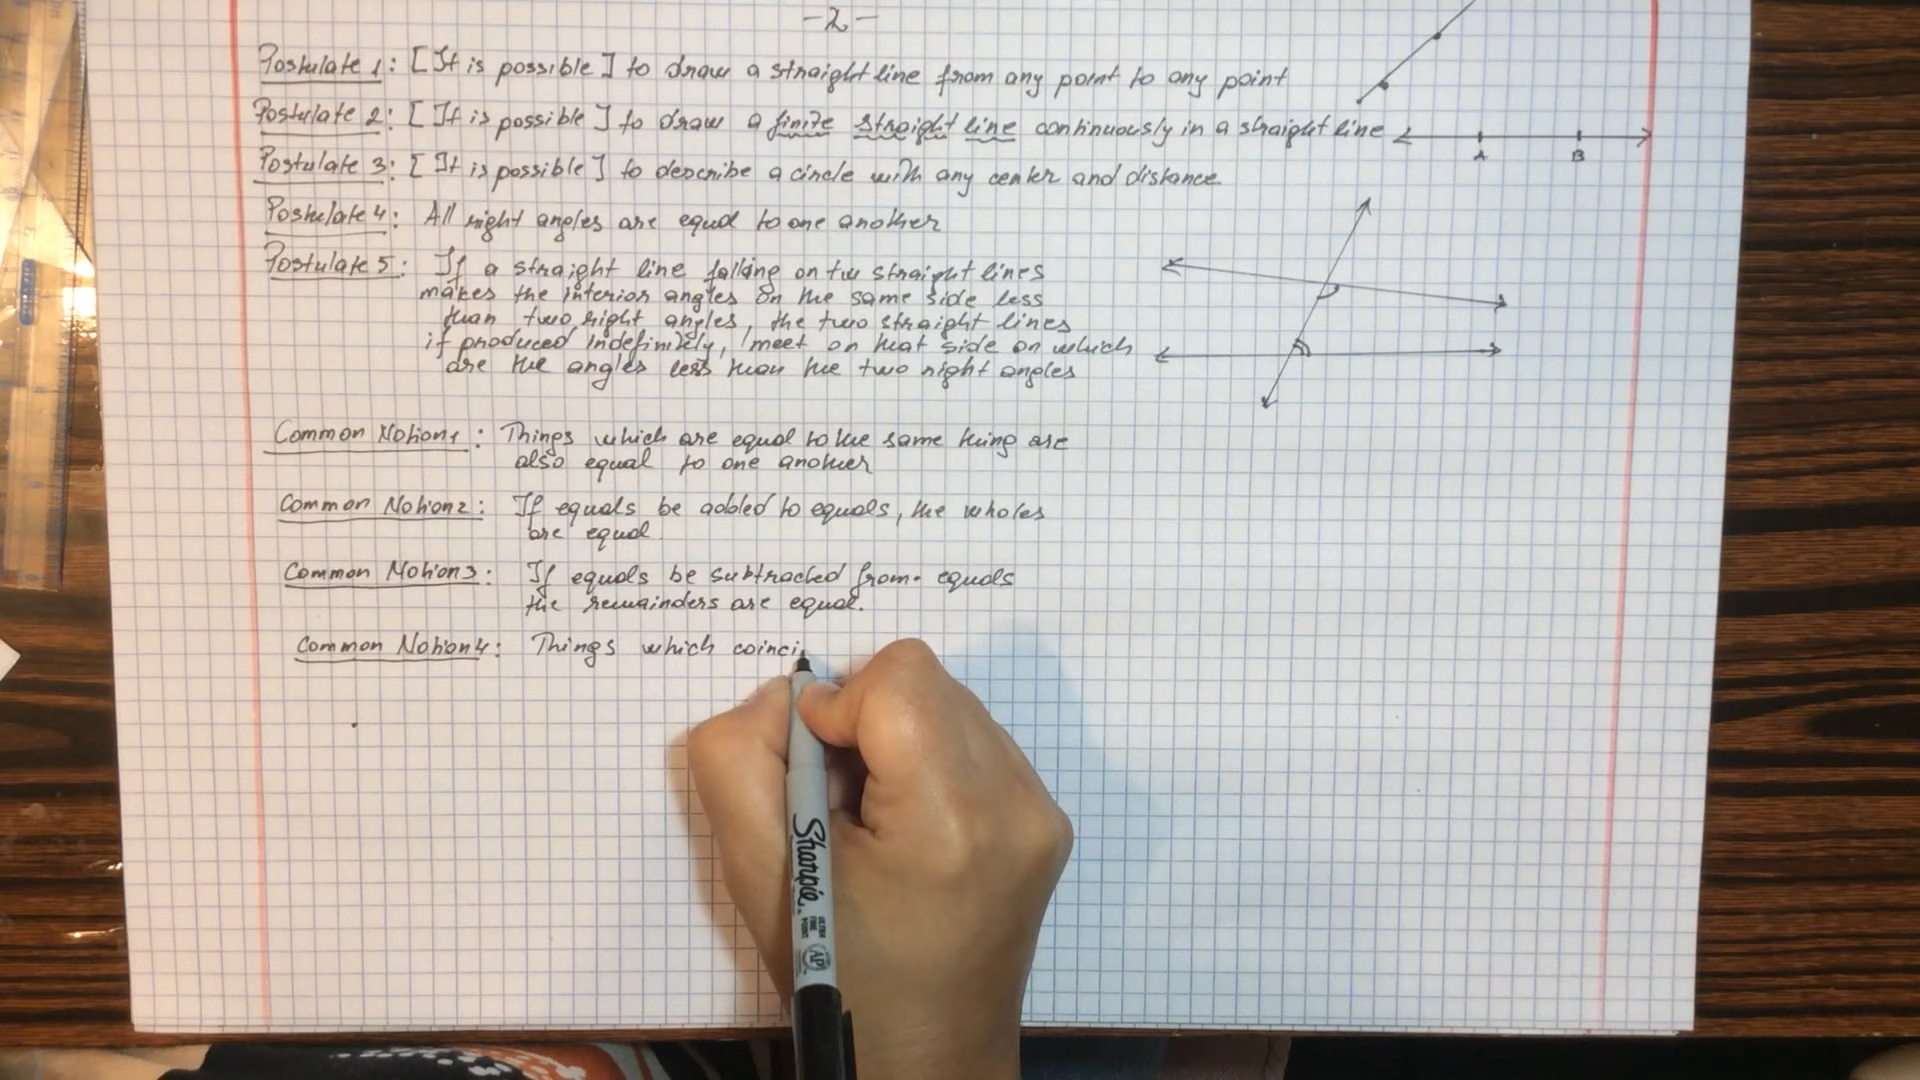 -2-
Postulate 1: [It is possible] to draw a straight line from any point to any point
Postulate 2: [It is possible] to draw a finite straight line continuously in a straight line
A B
Postulate 3: [It is possible] to describe a circle with any center and distance
Postulate 4: All right angles are equal to one another
Postulate 5: If a straight line falling on two straight lines
makes the interior angles on the same side less
than two right angles, the two straight lines
if produced indefinitely, meet on that side on which
are the angles less than the two right angles
Common Notion 1: Things which are equal to the same thing are
also equal to one another
Common Notion 2: If equals be added to equals, the wholes
are equal.
Common Notion 3: If equals be subtracted from equals
the remainders are equal.
Common Notion 4: Things which coinci
Sharpie
ULTRA
FINE
POINT
AP